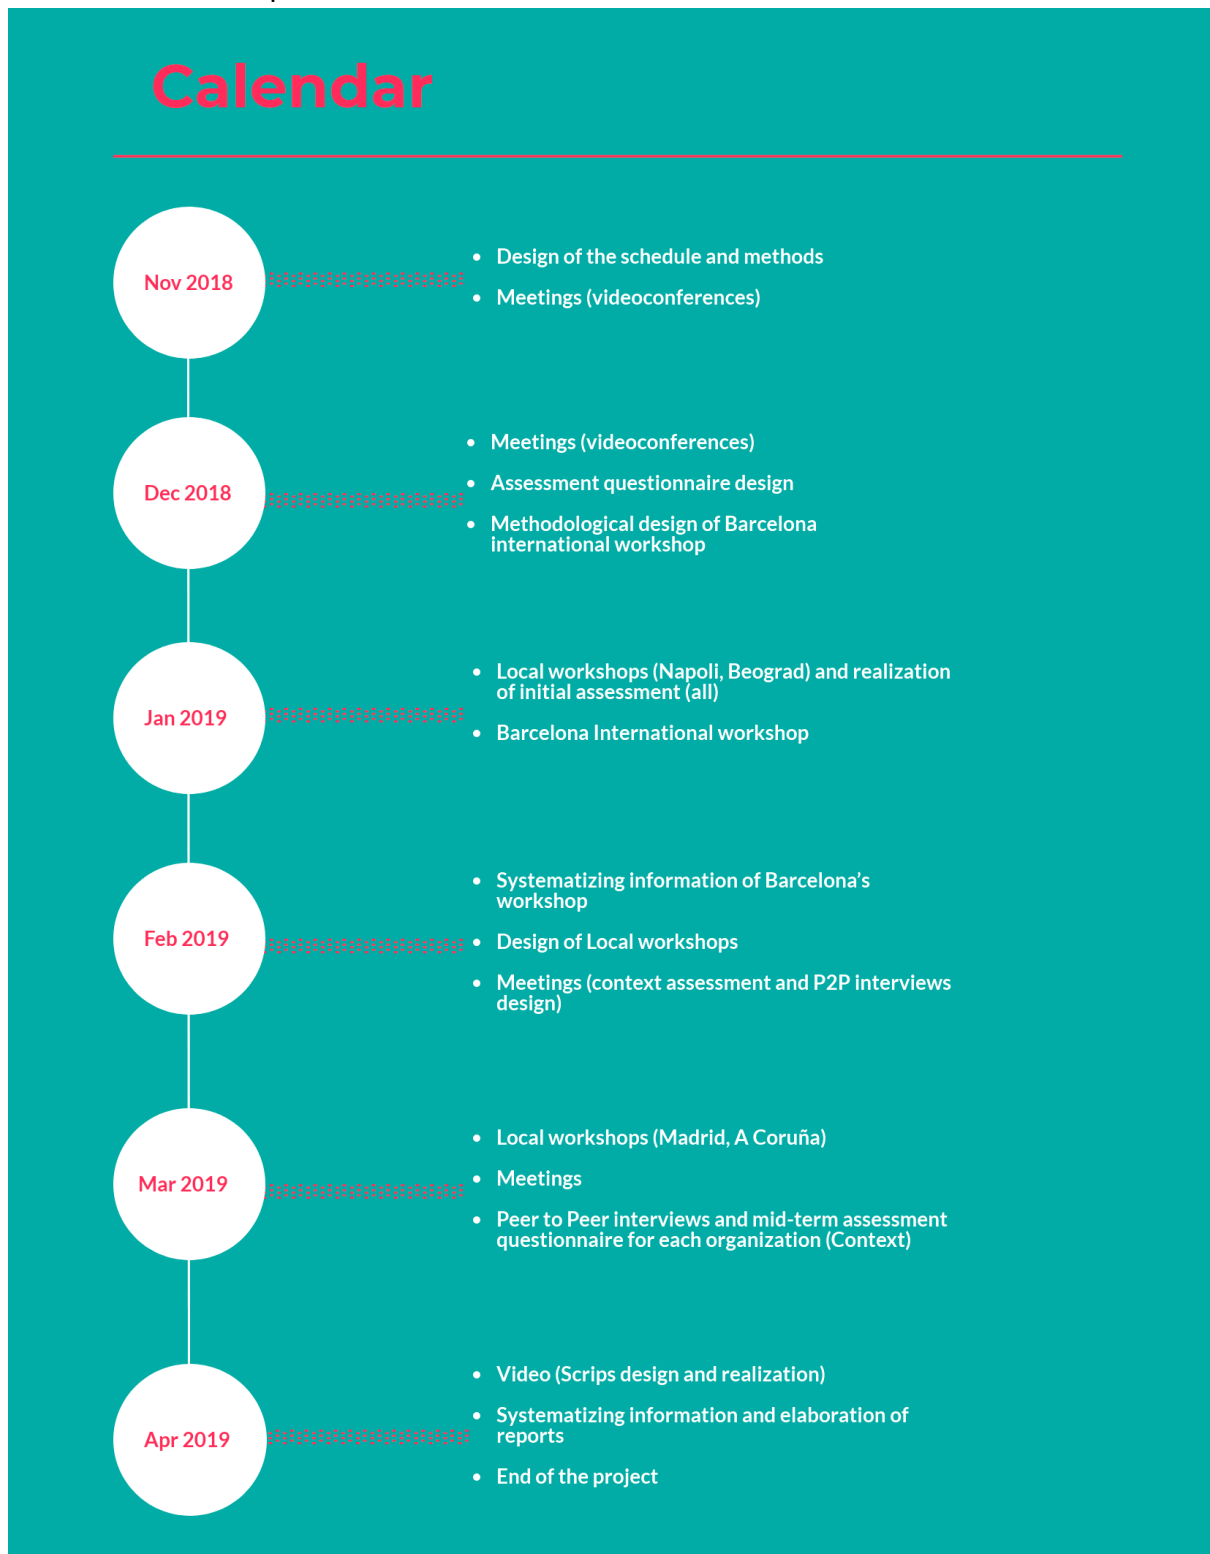 Calendar
Nov 2018
• Design of the schedule and methods
• Meetings (videoconferences)
Dec 2018
• Meetings (videoconferences)
• Assessment questionnaire design
• Methodological design of Barcelona
international workshop
Jan 2019
• Local workshops (Napoli, Beograd) and realization
of initial assessment (all)
• Barcelona International workshop
Feb 2019
• Systematizing information of Barcelona’s
workshop
• Design of Local workshops
• Meetings (context assessment and P2P interviews
design)
Mar 2019
• Local workshops (Madrid, A Coruña)
• Meetings
• Peer to Peer interviews and mid-term assessment
questionnaire for each organization (Context)
Apr 2019
• Video (Scrips design and realization)
• Systematizing information and elaboration of
reports
• End of the project